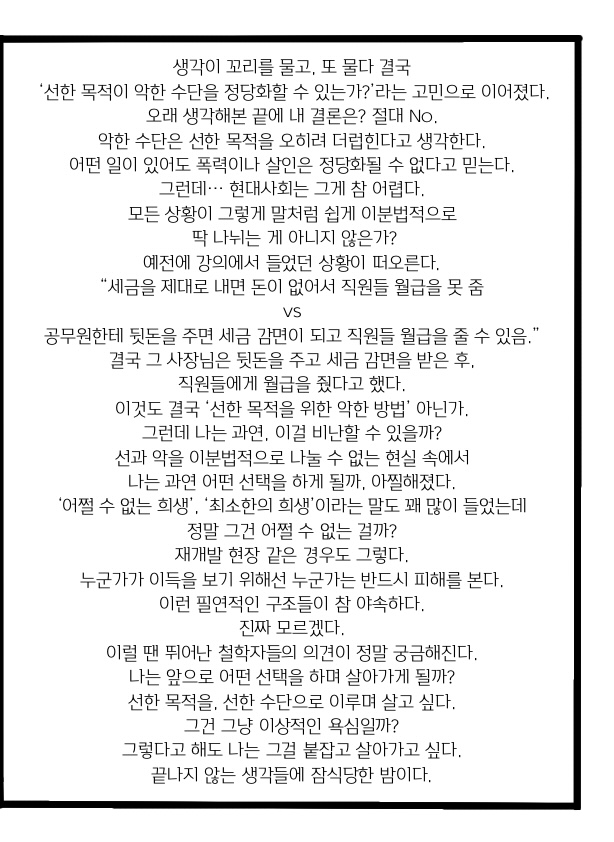 생각이 꼬리를 물고, 또 물다 결국
‘선한 목적이 악한 수단을 정당화할 수 있는가?’라는 고민으로 이어졌다.
오래 생각해본 끝에 내 결론은? 절대 No.
악한 수단은 선한 목적을 오히려 더럽힌다고 생각한다.
어떤 일이 있어도 폭력이나 살인은 정당화될 수 없다고 믿는다.
그런데… 현대사회는 그게 참 어렵다.
모든 상황이 그렇게 말처럼 쉽게 이분법적으로
딱 나뉘는 게 아니지 않은가?
예전에 강의에서 들었던 상황이 떠오른다.
“세금을 제대로 내면 돈이 없어서 직원들 월급을 못 줌
vs
공무원한테 뒷돈을 주면 세금 감면이 되고 직원들 월급을 줄 수 있음.”
결국 그 사장님은 뒷돈을 주고 세금 감면을 받은 후,
직원들에게 월급을 줬다고 했다.
이것도 결국 ‘선한 목적을 위한 악한 방법’ 아닌가.
그런데 나는 과연, 이걸 비난할 수 있을까?
선과 악을 이분법적으로 나눌 수 없는 현실 속에서
나는 과연 어떤 선택을 하게 될까, 아찔해졌다.
‘어쩔 수 없는 희생’, ‘최소한의 희생’이라는 말도 꽤 많이 들었는데
정말 그건 어쩔 수 없는 걸까?
재개발 현장 같은 경우도 그렇다.
누군가가 이득을 보기 위해선 누군가는 반드시 피해를 본다.
이런 필연적인 구조들이 참 야속하다.
진짜 모르겠다.
이럴 땐 뛰어난 철학자들의 의견이 정말 궁금해진다.
나는 앞으로 어떤 선택을 하며 살아가게 될까?
선한 목적을, 선한 수단으로 이루며 살고 싶다.
그건 그냥 이상적인 욕심일까?
그렇다고 해도 나는 그걸 붙잡고 살아가고 싶다.
끝나지 않는 생각들에 잠식당한 밤이다.